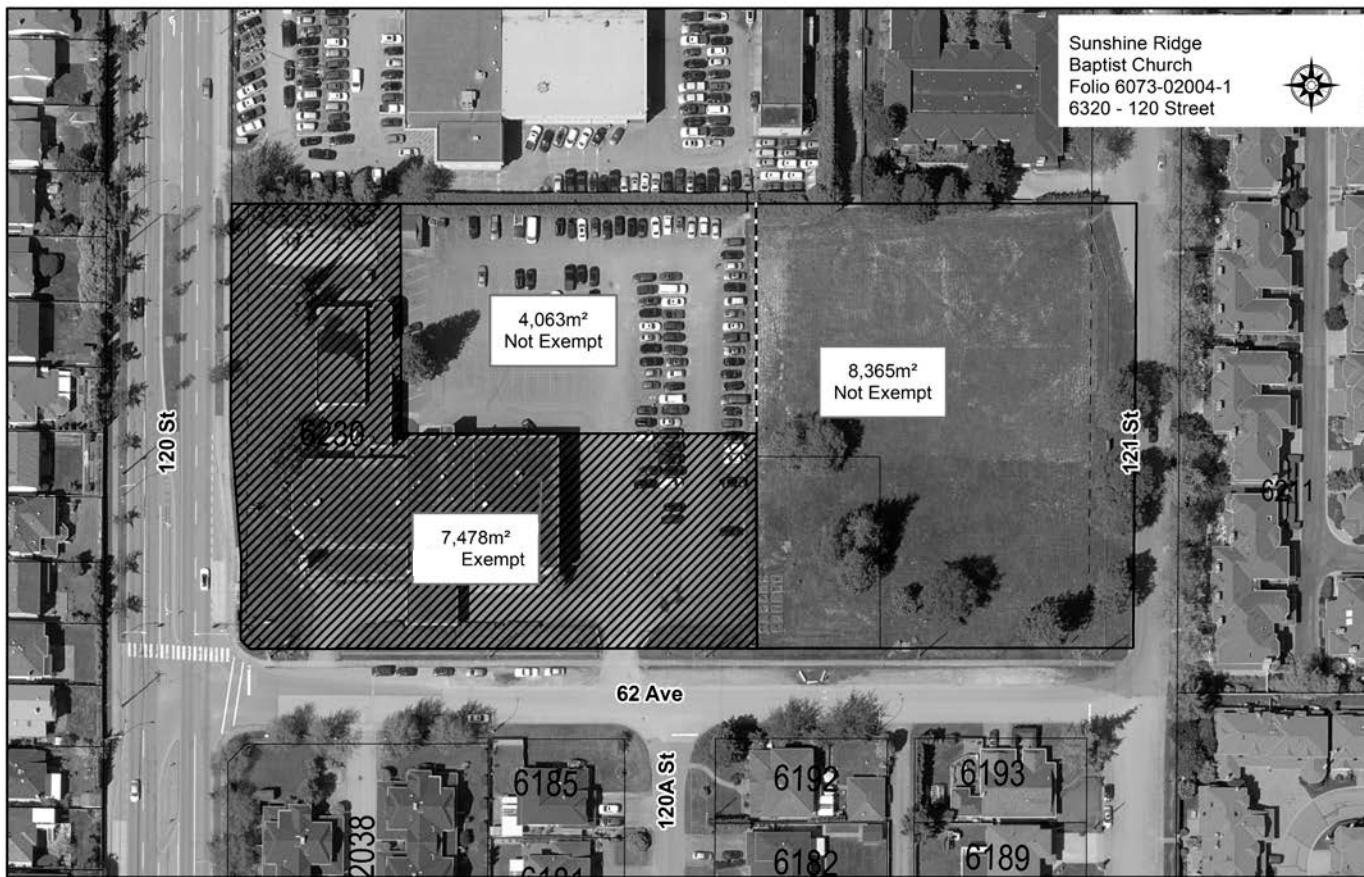 Sunshine Ridge
Baptist Church
Folio 6073-02004-1
6320 - 120 Street
4,063m²
Not Exempt
8,365m²
Not Exempt
6230
7,478m²
Exempt
120 St
121 St
6211
62 Ave
120A St
6185
6192
6193
2038
6191
6182
6189